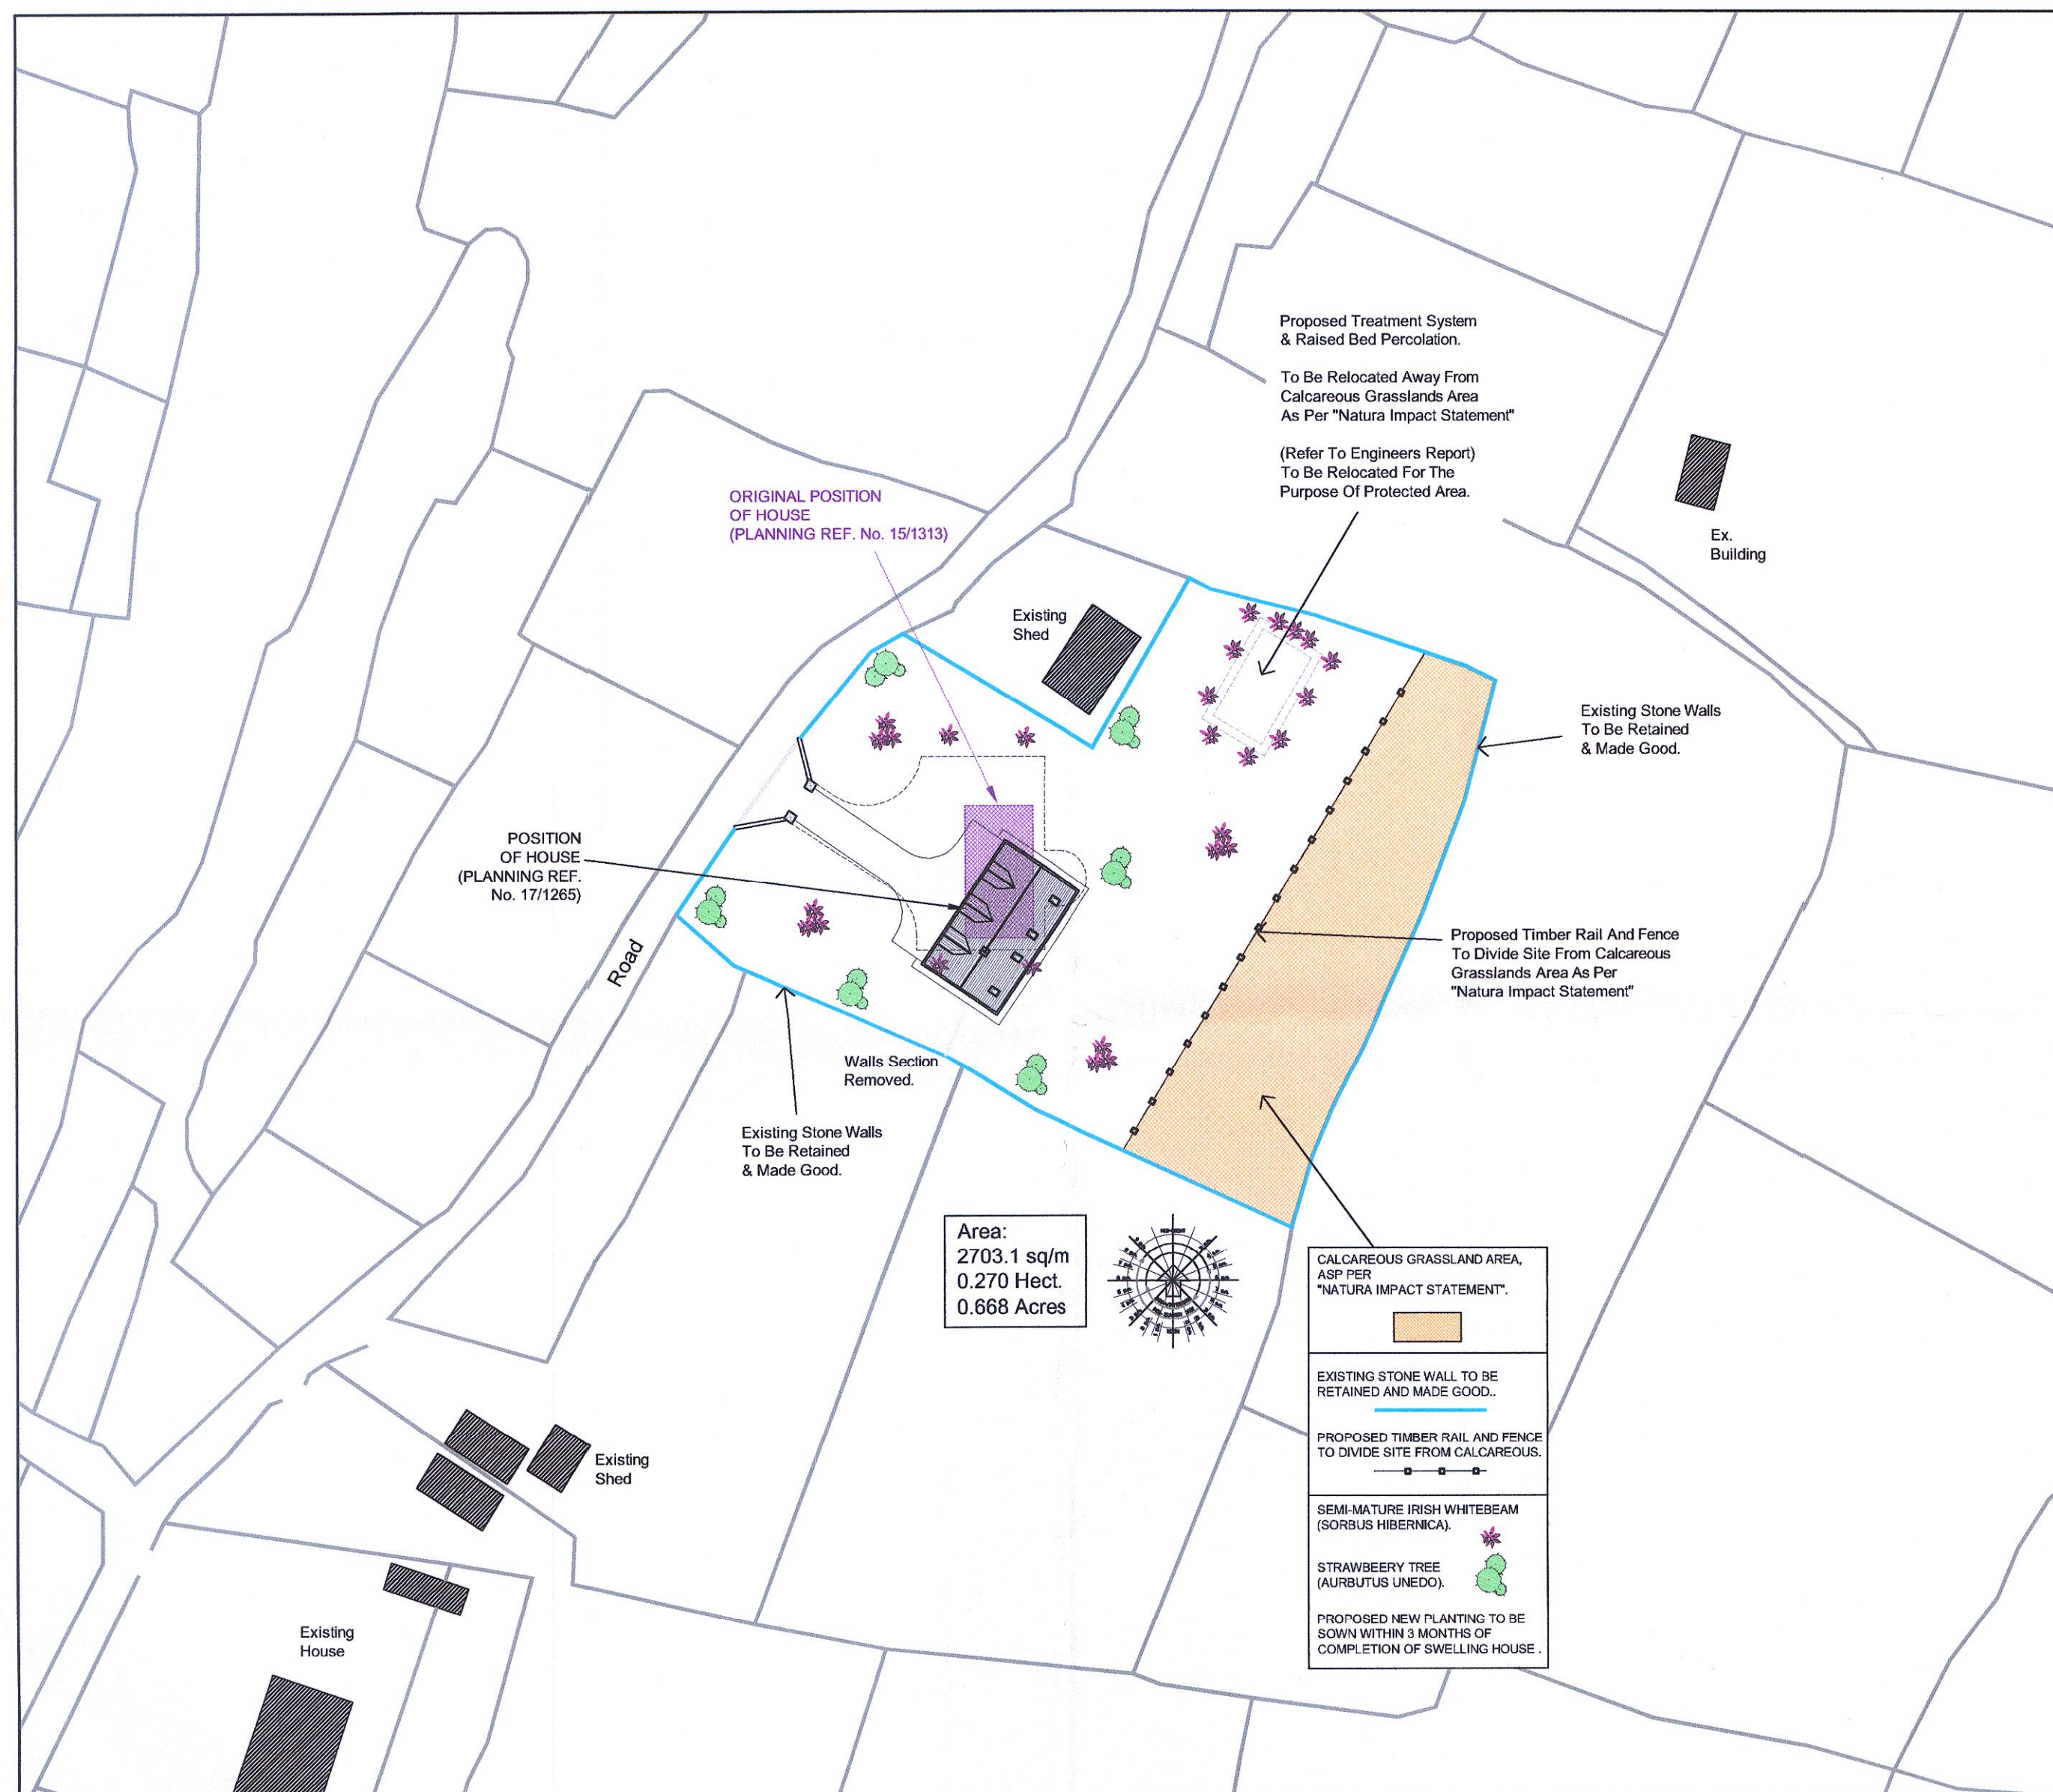 Proposed Treatment System
& Raised Bed Percolation.
To Be Relocated Away From
Calcareous Grasslands Area
As Per "Natura Impact Statement"
(Refer To Engineers Report)
To Be Relocated For The
Purpose Of Protected Area.
ORIGINAL POSITION
OF HOUSE
(PLANNING REF. No. 15/1313)
Ex.
Building
Existing
Shed
Existing Stone Walls
To Be Retained
& Made Good.
POSITION
OF HOUSE
(PLANNING REF.
No. 17/1265)
Road
Proposed Timber Rail And Fence
To Divide Site From Calcareous
Grasslands Area As Per
"Natura Impact Statement"
Walls Section
Removed.
Existing Stone Walls
To Be Retained
& Made Good.
Area:
2703.1 sq/m
0.270 Hect.
0.668 Acres
CALCAREOUS GRASSLAND AREA,
ASP PER
"NATURA IMPACT STATEMENT".
EXISTING STONE WALL TO BE
RETAINED AND MADE GOOD..
PROPOSED TIMBER RAIL AND FENCE
TO DIVIDE SITE FROM CALCAREOUS.
SEMI-MATURE IRISH WHITEBEAM
(SORBUS HIBERNICA).
STRAWBEERY TREE
(AURBUTUS UNEDO).
PROPOSED NEW PLANTING TO BE
SOWN WITHIN 3 MONTHS OF
COMPLETION OF SWELLING HOUSE .
Existing
Shed
Existing
House